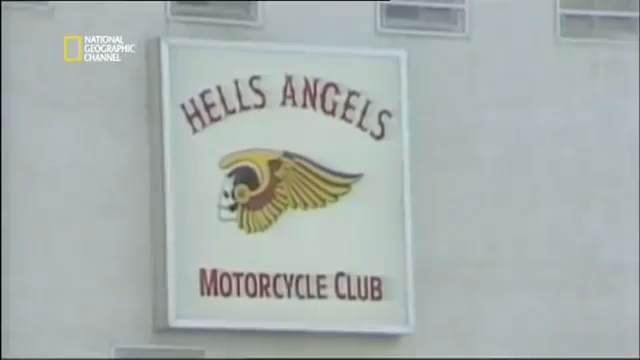 NATIONAL
GEOGRAPHIC
CHANNEL
HELLS ANGELS
MOTORCYCLE CLUB